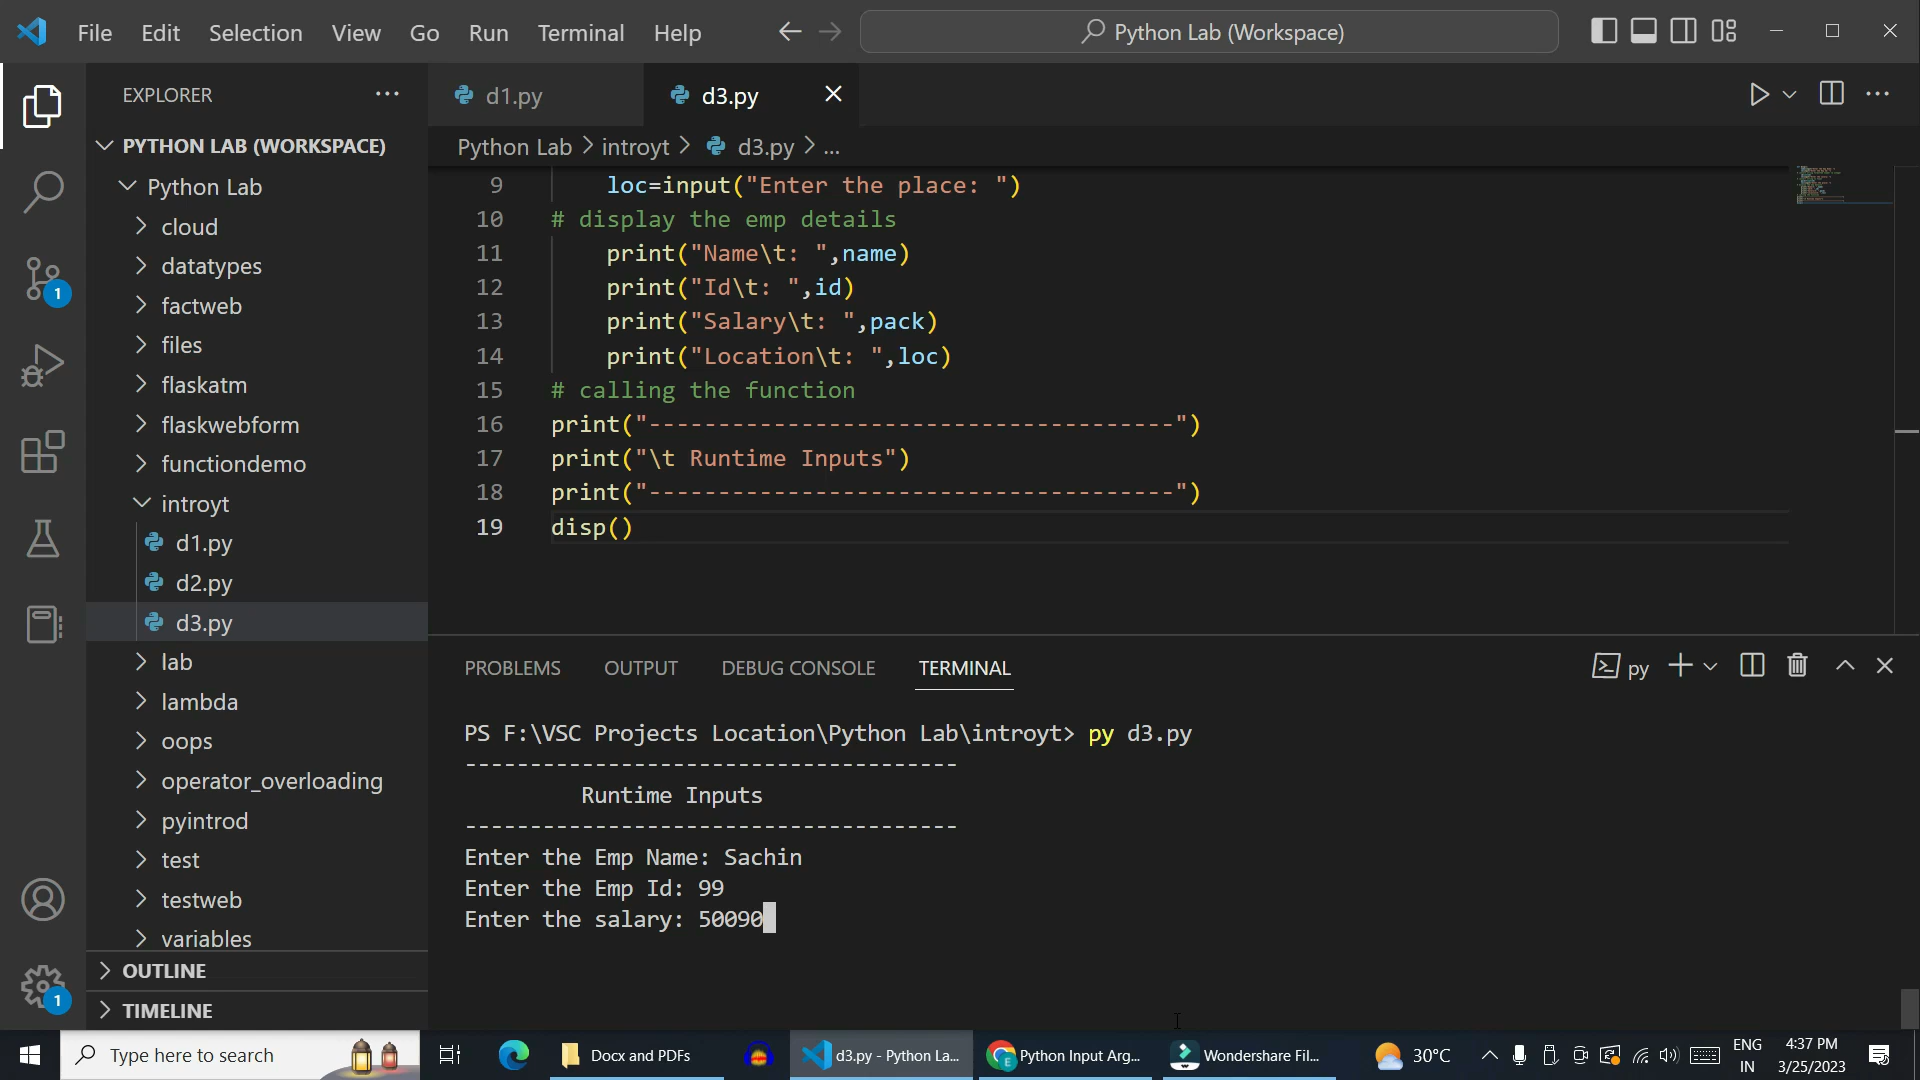 File Edit Selection View Go Run Terminal Help
Python Lab (Workspace)
EXPLORER
PYTHON LAB (WORKSPACE)
Python Lab
cloud
datatypes
factweb
files
flaskatm
flaskwebform
functiondemo
introyt
d1.py
d2.py
d3.py
lab
lambda
oops
operator_overloading
pyintrod
test
testweb
variables
OUTLINE
TIMELINE
1
1
d1.py d3.py
Python Lab > introyt > d3.py > ...
9 loc=input("Enter the place: ")
10 # display the emp details
11 print("Name\t: ",name)
12 print("Id\t: ",id)
13 print("Salary\t: ",pack)
14 print("Location\t: ",loc)
15 # calling the function
16 print("--------------------------------------")
17 print("\t Runtime Inputs")
18 print("--------------------------------------")
19 disp()
PROBLEMS OUTPUT DEBUG CONSOLE TERMINAL
py
PS F:\VSC Projects Location\Python Lab\introyt> py d3.py
--------------------------------------
Runtime Inputs
--------------------------------------
Enter the Emp Name: Sachin
Enter the Emp Id: 99
Enter the salary: 50090
Type here to search
Docx and PDFs
d3.py - Python La...
Python Input Arg...
Wondershare Fil...
30°C
ENG
IN
4:37 PM
3/25/2023